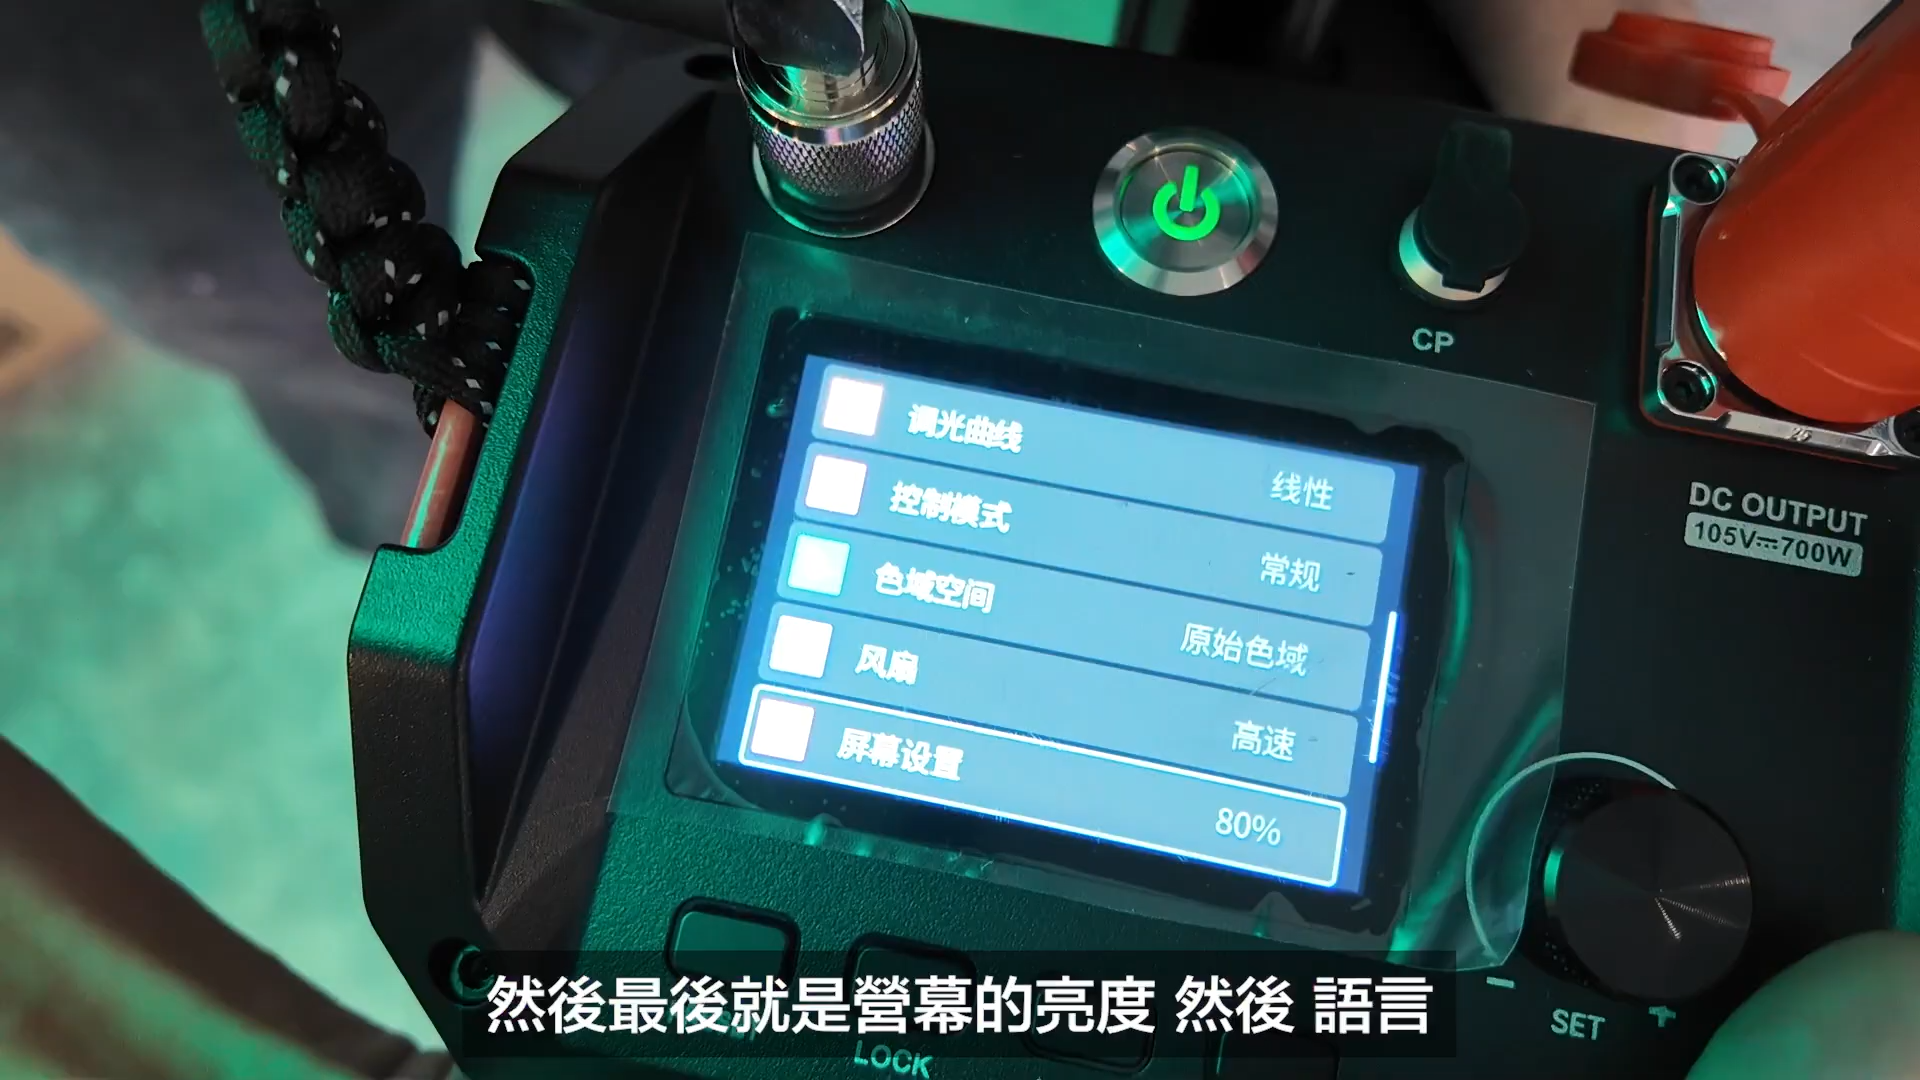 CP
调光曲线
线性
控制模式
常规
色域空间
原始色域
风扇
高速
屏幕设置
80%
DC OUTPUT
105V⎓700W
SET
LOCK
然後最後就是螢幕的亮度 然後 語言